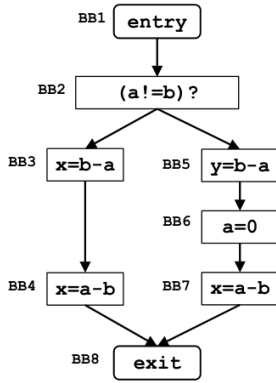 BB1 entry
BB2 (a!=b)?
BB3 x=b-a BB5 y=b-a
BB6 a=0
BB4 x=a-b BB7 x=a-b
BB8 exit